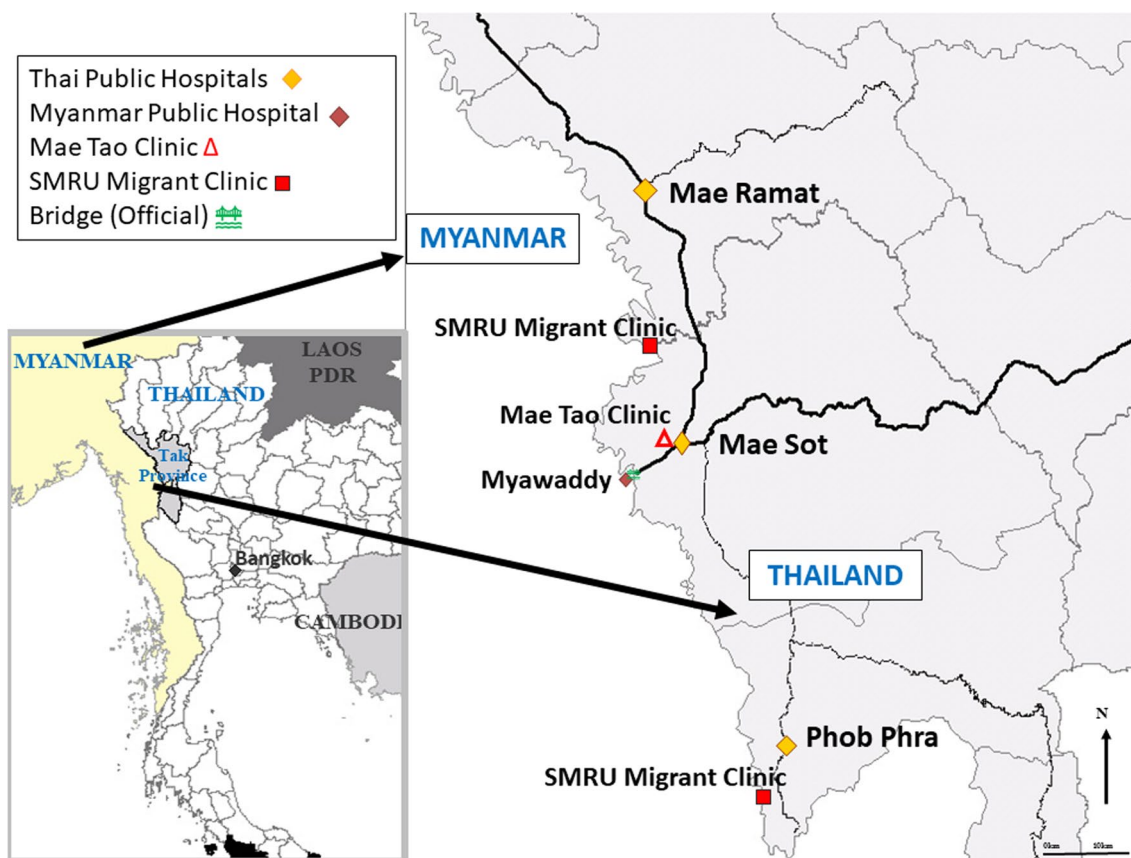 Thai Public Hospitals
Myanmar Public Hospital
Mae Tao Clinic
SMRU Migrant Clinic
Bridge (Official)
MYANMAR
THAILAND
LAOS
PDR
Tak
Province
Bangkok
CAMBODI
MYANMAR
Mae Ramat
SMRU Migrant Clinic
Mae Tao Clinic
Mae Sot
Myawaddy
THAILAND
Phob Phra
SMRU Migrant Clinic
N
0km 10km